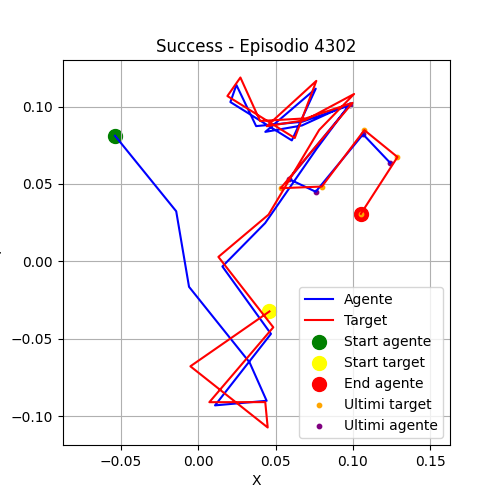 Success - Episodio 4302
0.10
0.05
0.00
−0.05
−0.10
−0.05
0.00
0.05
0.10
0.15
X
Agente
Target
Start agente
Start target
End agente
Ultimi target
Ultimi agente